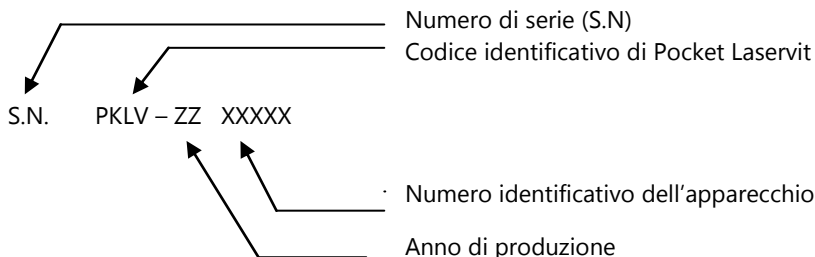 Numero di serie (S.N)
Codice identificativo di Pocket Laservit
S.N. PKLV – ZZ XXXXX
Numero identificativo dell’apparecchio
Anno di produzione